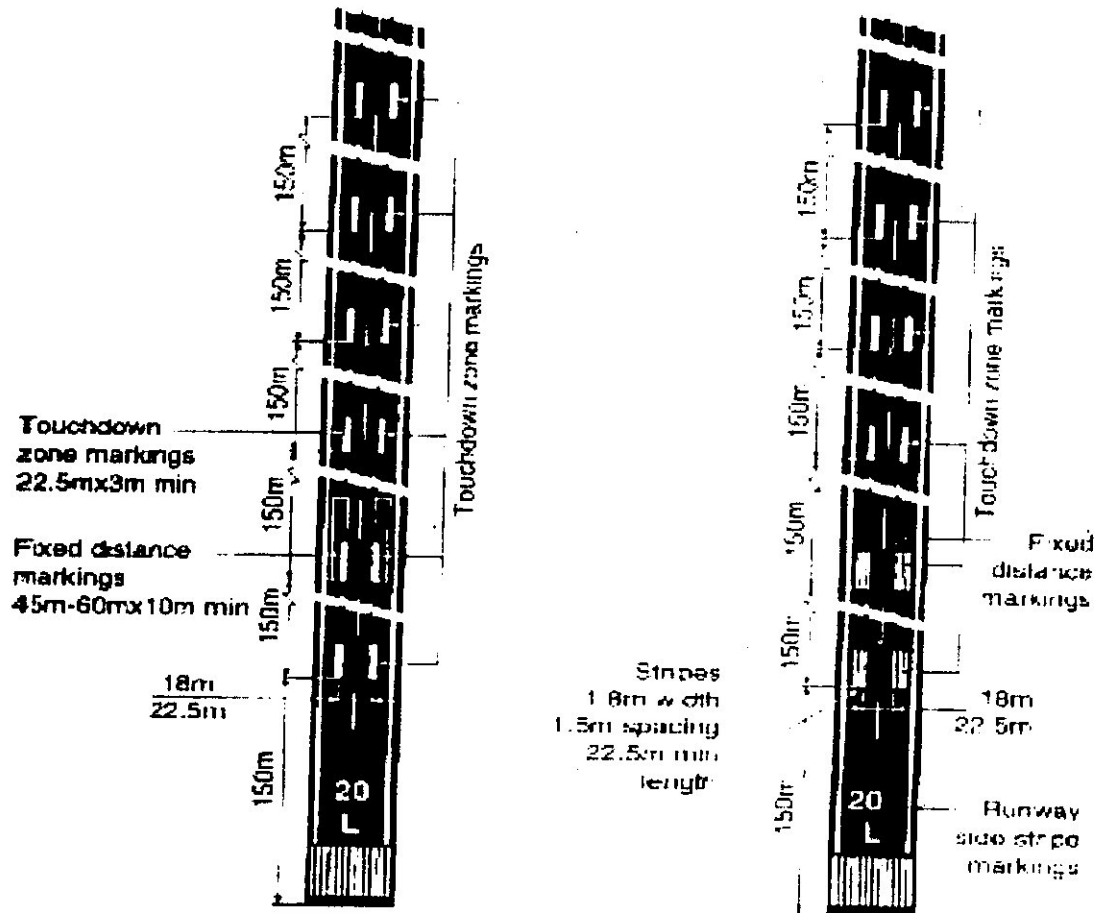 150m
150m
150m
150m
150m
150m
Touchdown zone markings
Touchdown
zone markings
22.5mx3m min
Fixed distance
markings
45m-60mx10m min
18m
22.5m
20
L
150m
150m
150m
150m
150m
150m
Touchdown zone markings
Fixed
distance
markings
Stripes
1.8m width
1.5m spacing
22.5m min
length
18m
22.5m
20
L
Runway
side stripe
markings